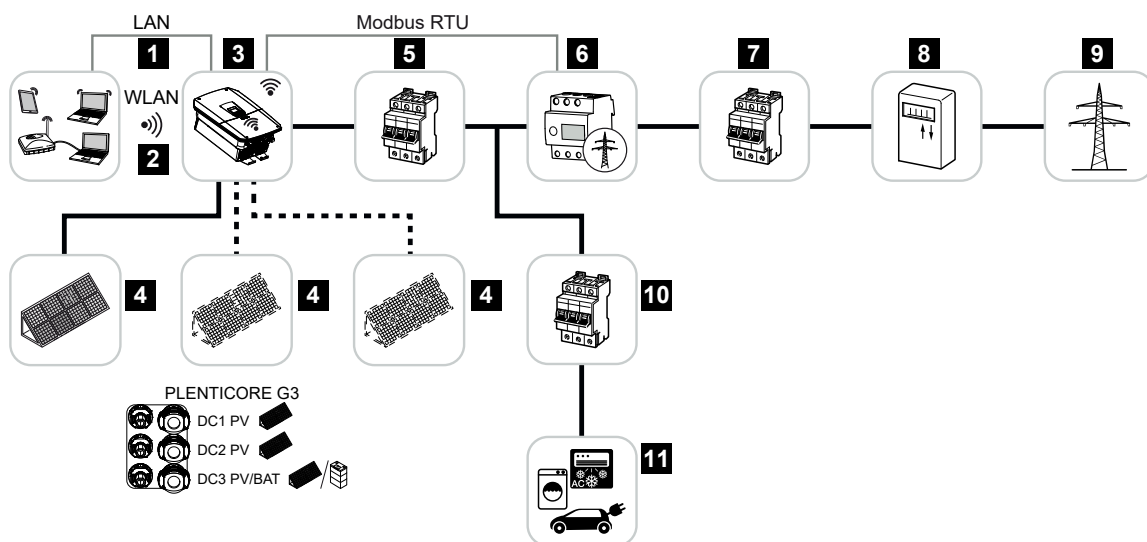 LAN
Modbus RTU
1
3
5
6
7
8
9
WLAN
2
4
4
4
10
PLENTICORE G3
DC1 PV
DC2 PV
DC3 PV/BAT
11
AC